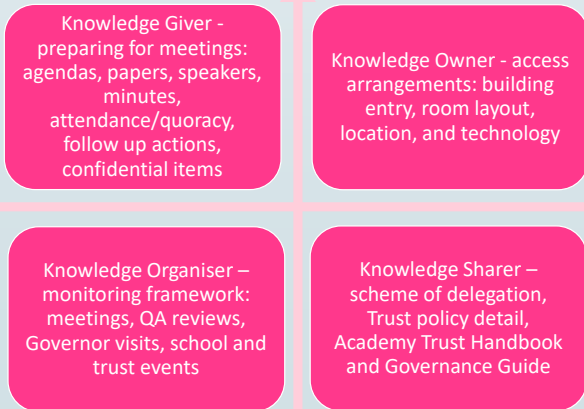 Knowledge Giver -
preparing for meetings:
agendas, papers, speakers,
minutes,
attendance/quoracy,
follow up actions,
confidential items
Knowledge Owner - access
arrangements: building
entry, room layout,
location, and technology
Knowledge Organiser –
monitoring framework:
meetings, QA reviews,
Governor visits, school and
trust events
Knowledge Sharer –
scheme of delegation,
Trust policy detail,
Academy Trust Handbook
and Governance Guide